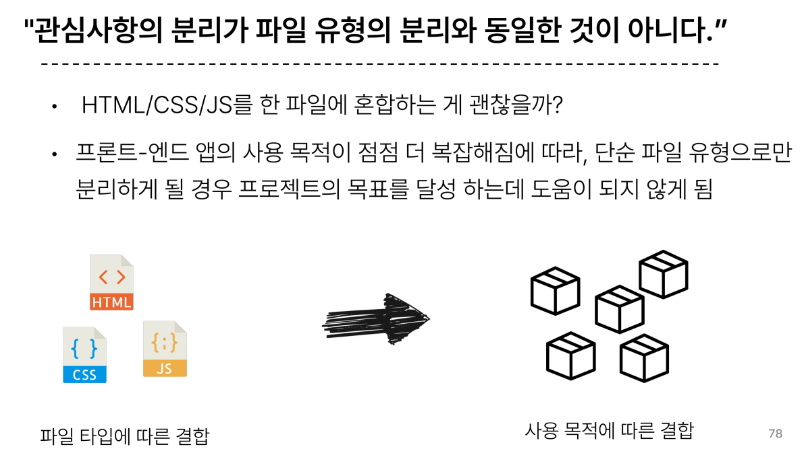 "관심사항의 분리가 파일 유형의 분리와 동일한 것이 아니다.”
• HTML/CSS/JS를 한 파일에 혼합하는 게 괜찮을까?
• 프론트-엔드 앱의 사용 목적이 점점 더 복잡해짐에 따라, 단순 파일 유형으로만
분리하게 될 경우 프로젝트의 목표를 달성 하는데 도움이 되지 않게 됨
< >
HTML
{ }
CSS
{;}
JS
파일 타입에 따른 결합
사용 목적에 따른 결합
78